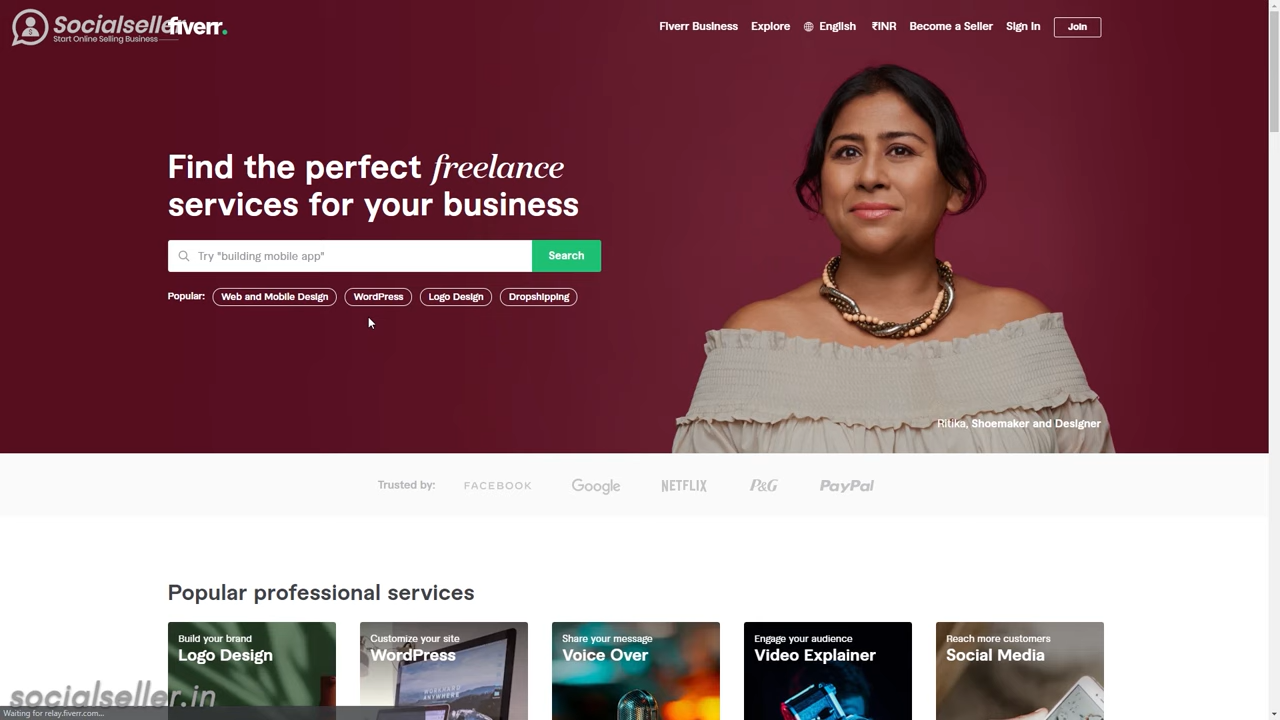 Socialseller
Start Online Selling Business
fiverr.
Fiverr Business
Explore
English
₹INR
Become a Seller
Sign In
Join
Find the perfect freelance
services for your business
Try "building mobile app"
Search
Popular:
Web and Mobile Design
WordPress
Logo Design
Dropshipping
Ritika, Shoemaker and Designer
Trusted by:
FACEBOOK
Google
NETFLIX
P&G
PayPal
Popular professional services
Build your brand
Logo Design
Customize your site
WordPress
Share your message
Voice Over
Engage your audience
Video Explainer
Reach more customers
Social Media
WORKHARD
ANYWHERE
socialseller.in
Waiting for relay.fiverr.com...